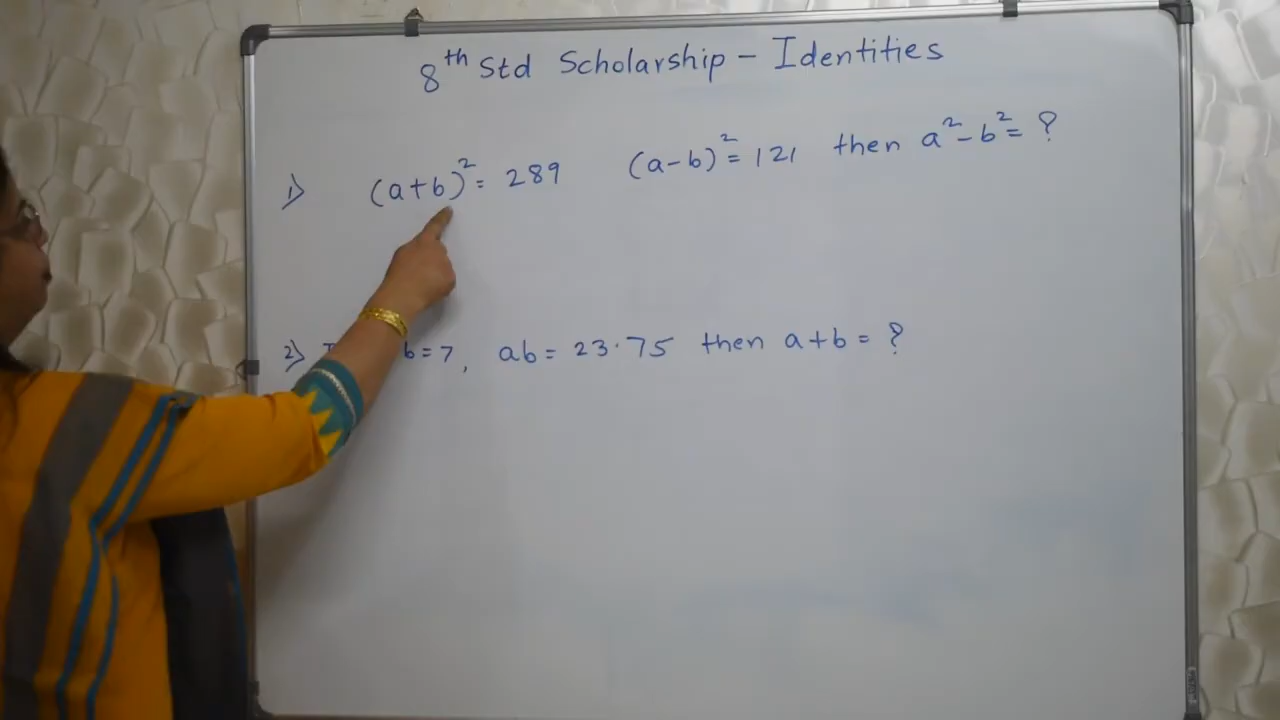 8th Std Scholarship - Identities
1) (a+b)² = 289 (a-b)² = 121 then a² - b² = ?
2) b=7, ab = 23.75 then a+b = ?